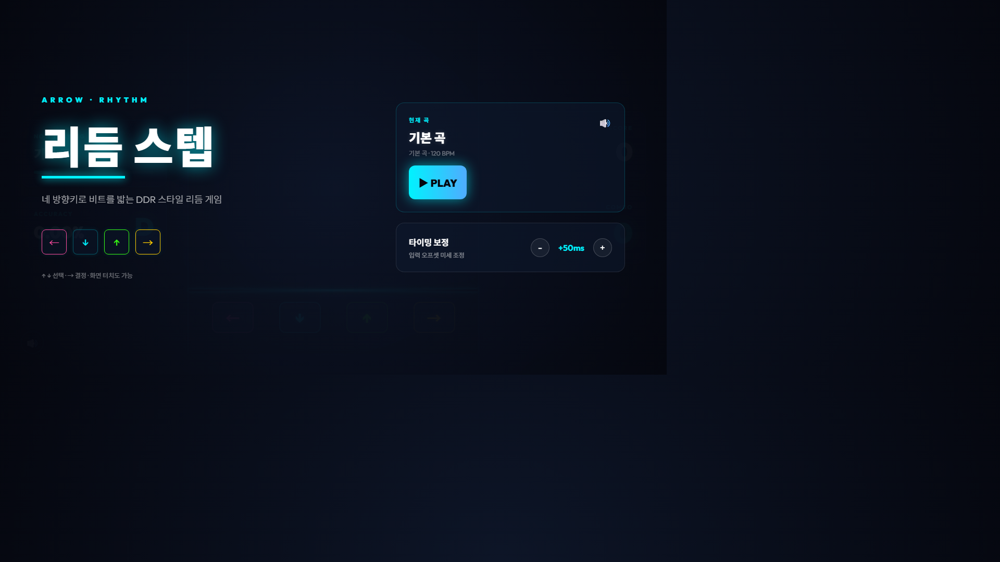 ARROW · RHYTHM
리듬 스텝
네 방향키로 비트를 밟는 DDR 스타일 리듬 게임
ACCURACY
← ↓ ↑ →
↑ ↓ 선택 · → 결정 · 화면 터치도 가능
현재 곡
기본 곡
기본 곡 · 120 BPM
▶ PLAY
타이밍 보정
입력 오프셋 미세 조정
- +50ms +
← ↓ ↑ →